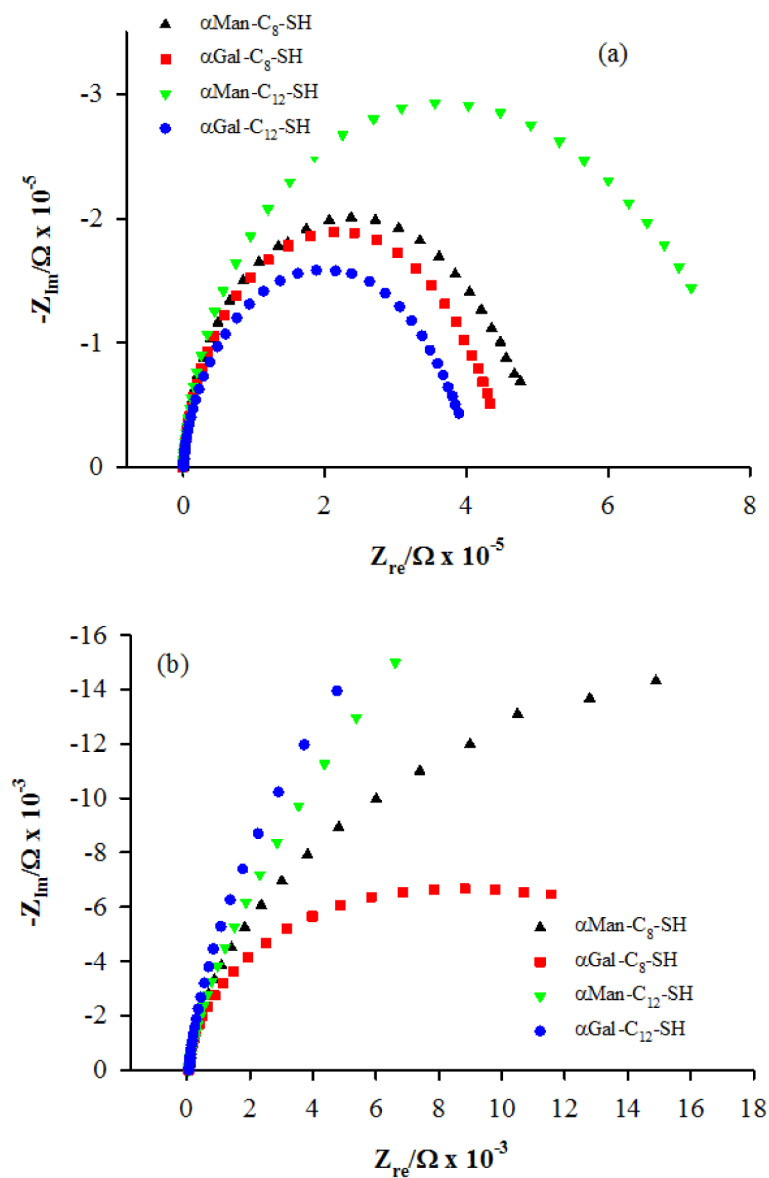 αMan-C8-SH
αGal-C8-SH
αMan-C12-SH
αGal-C12-SH
(a)
-3
-2
-1
0
-ZIm/Ω x 10-5
0 2 4 6 8
Zre/Ω x 10-5
-16
-14
-12
-10
-8
-6
-4
-2
0
(b)
-ZIm/Ω x 10-3
αMan-C8-SH
αGal-C8-SH
αMan-C12-SH
αGal-C12-SH
0 2 4 6 8 10 12 14 16 18
Zre/Ω x 10-3